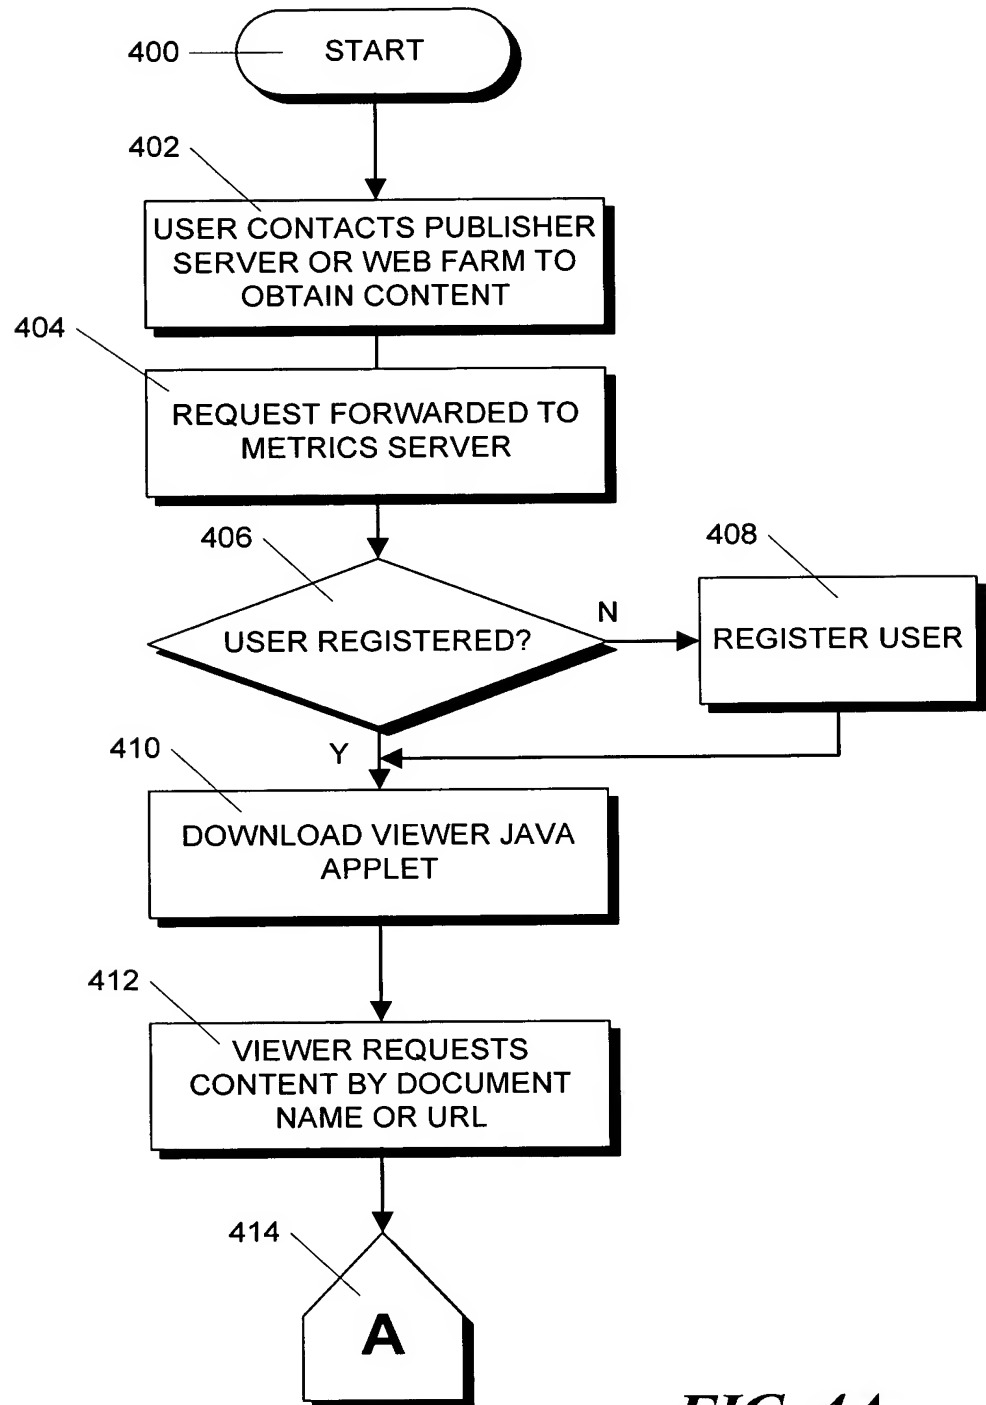 400
START
402
USER CONTACTS PUBLISHER
SERVER OR WEB FARM TO
OBTAIN CONTENT
404
REQUEST FORWARDED TO
METRICS SERVER
406
USER REGISTERED?
N
408
REGISTER USER
Y
410
DOWNLOAD VIEWER JAVA
APPLET
412
VIEWER REQUESTS
CONTENT BY DOCUMENT
NAME OR URL
414
A
FIG. 4A